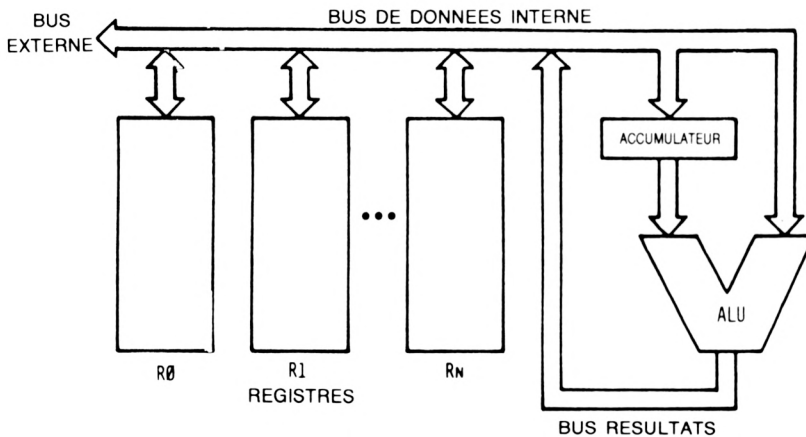 BUS
EXTERNE
BUS DE DONNEES INTERNE
ACCUMULATEUR
ALU
RØ
R1
RN
REGISTRES
BUS RESULTATS